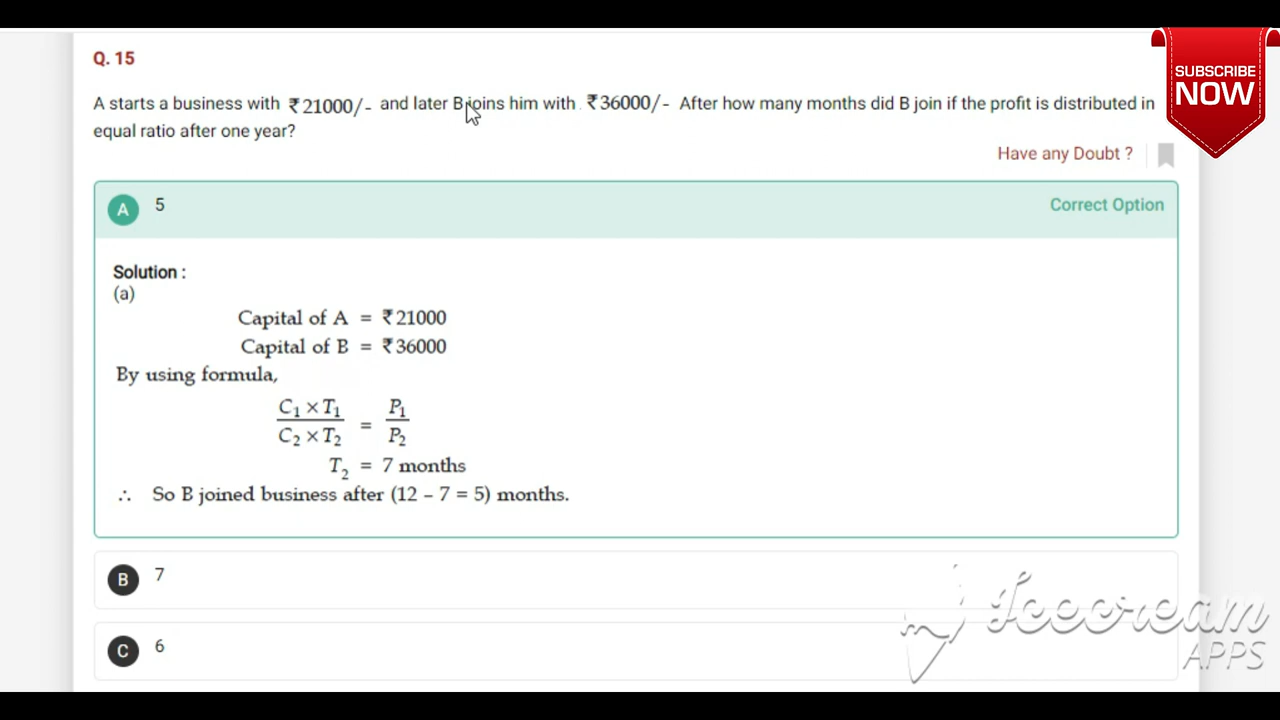 SUBSCRIBE
NOW
Q. 15
A starts a business with ₹21000/- and later B joins him with ₹36000/- After how many months did B join if the profit is distributed in
equal ratio after one year?
Have any Doubt ?
A 5 Correct Option
Solution :
(a)
Capital of A = ₹21000
Capital of B = ₹36000
By using formula,
C₁ × T₁ / C₂ × T₂ = P₁ / P₂
T₂ = 7 months
∴ So B joined business after (12 – 7 = 5) months.
B 7
C 6
Icecream
APPS